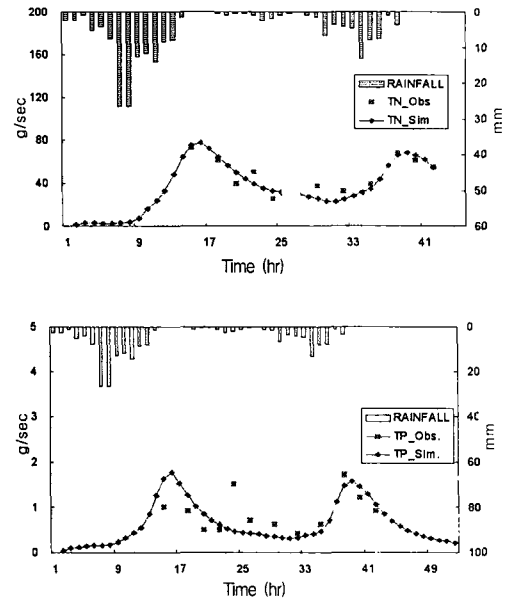 200
160
120
80
40
0
g/sec
0
10
20
30
40
50
60
mm
RAINFALL
TN_Obs
TN_Sim
1 9 17 25 33 41
Time (hr)
5
4
3
2
1
0
g/sec
0
20
40
60
80
100
mm
RAINFALL
TP_Obs.
TP_Sim.
1 9 17 25 33 41 49
Time (hr)